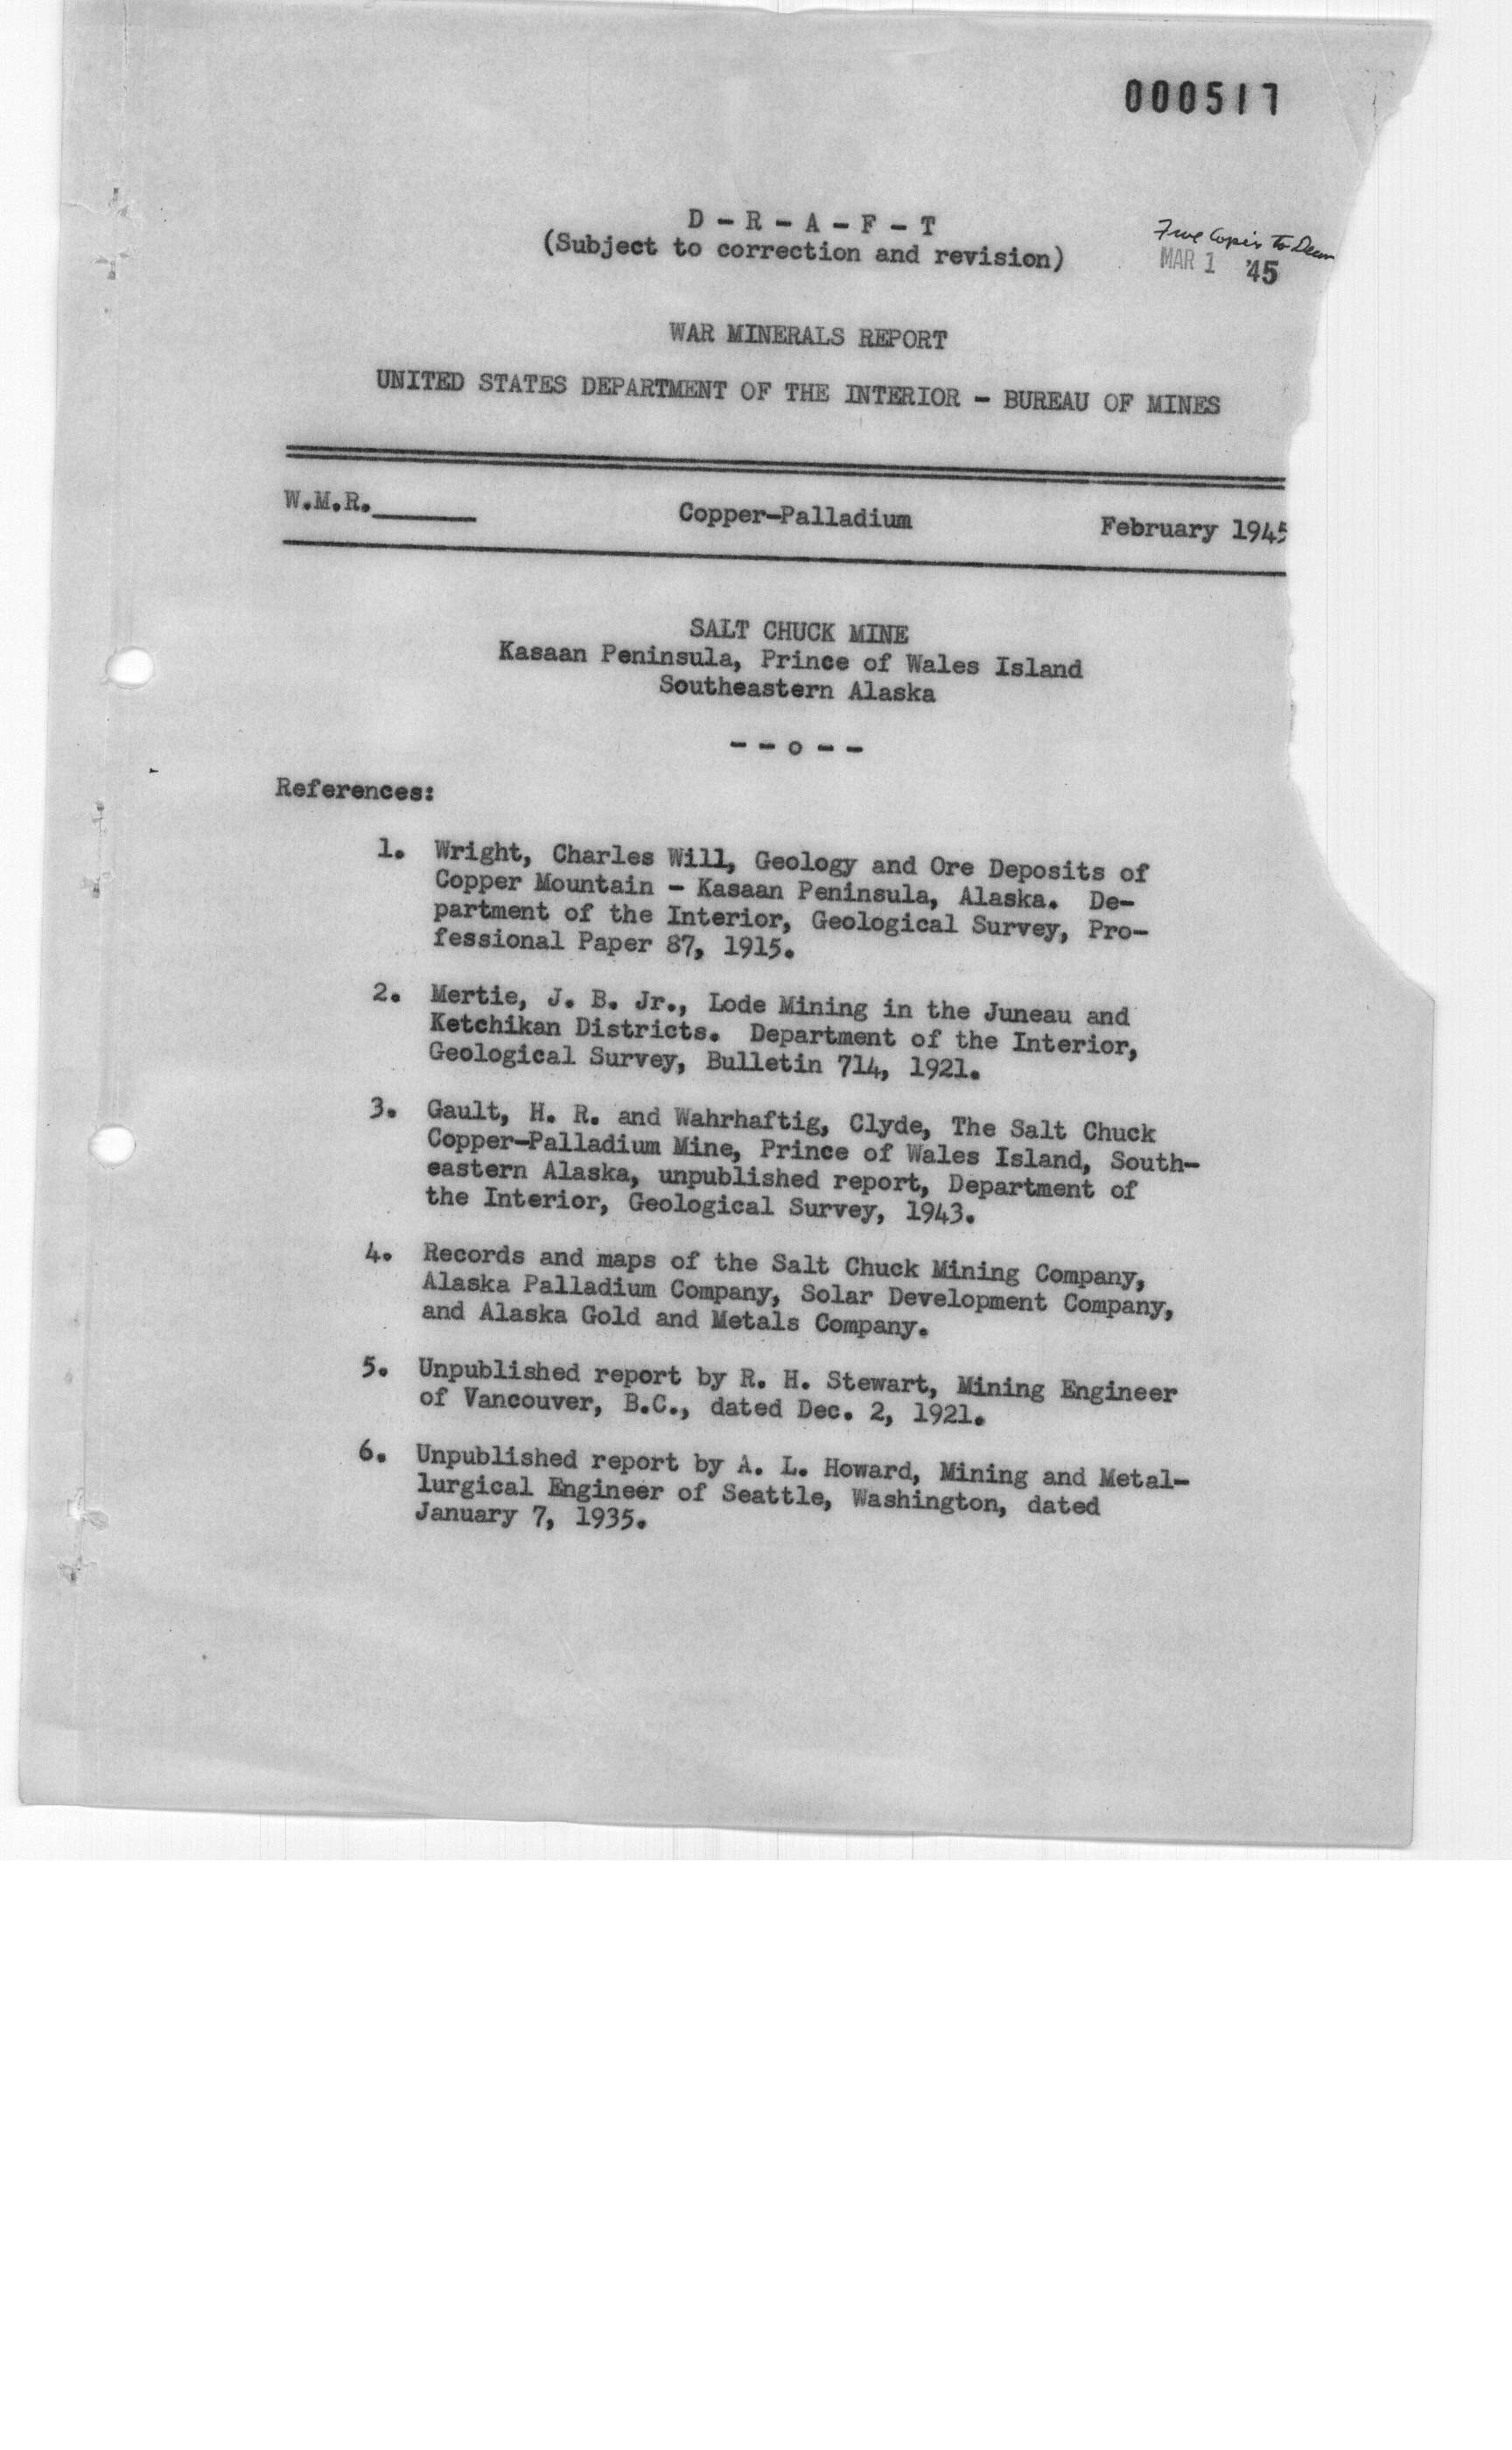 000517
D - R - A - F - T
(Subject to correction and revision)
Five Copies to Dean
MAR 1 '45
WAR MINERALS REPORT
UNITED STATES DEPARTMENT OF THE INTERIOR - BUREAU OF MINES
W.M.R.______ Copper-Palladium February 1945
SALT CHUCK MINE
Kasaan Peninsula, Prince of Wales Island
Southeastern Alaska
- - o - -
References:
1. Wright, Charles Will, Geology and Ore Deposits of
Copper Mountain - Kasaan Peninsula, Alaska. De-
partment of the Interior, Geological Survey, Pro-
fessional Paper 87, 1915.
2. Mertie, J. B. Jr., Lode Mining in the Juneau and
Ketchikan Districts. Department of the Interior,
Geological Survey, Bulletin 714, 1921.
3. Gault, H. R. and Wahrhaftig, Clyde, The Salt Chuck
Copper-Palladium Mine, Prince of Wales Island, South-
eastern Alaska, unpublished report, Department of
the Interior, Geological Survey, 1943.
4. Records and maps of the Salt Chuck Mining Company,
Alaska Palladium Company, Solar Development Company,
and Alaska Gold and Metals Company.
5. Unpublished report by R. H. Stewart, Mining Engineer
of Vancouver, B.C., dated Dec. 2, 1921.
6. Unpublished report by A. L. Howard, Mining and Metal-
lurgical Engineer of Seattle, Washington, dated
January 7, 1935.